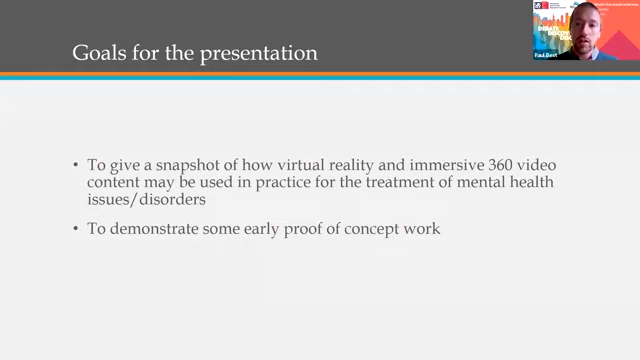 Goals for the presentation
DEBATE
Paul Best
• To give a snapshot of how virtual reality and immersive 360 video
content may be used in practice for the treatment of mental health
issues/disorders
• To demonstrate some early proof of concept work